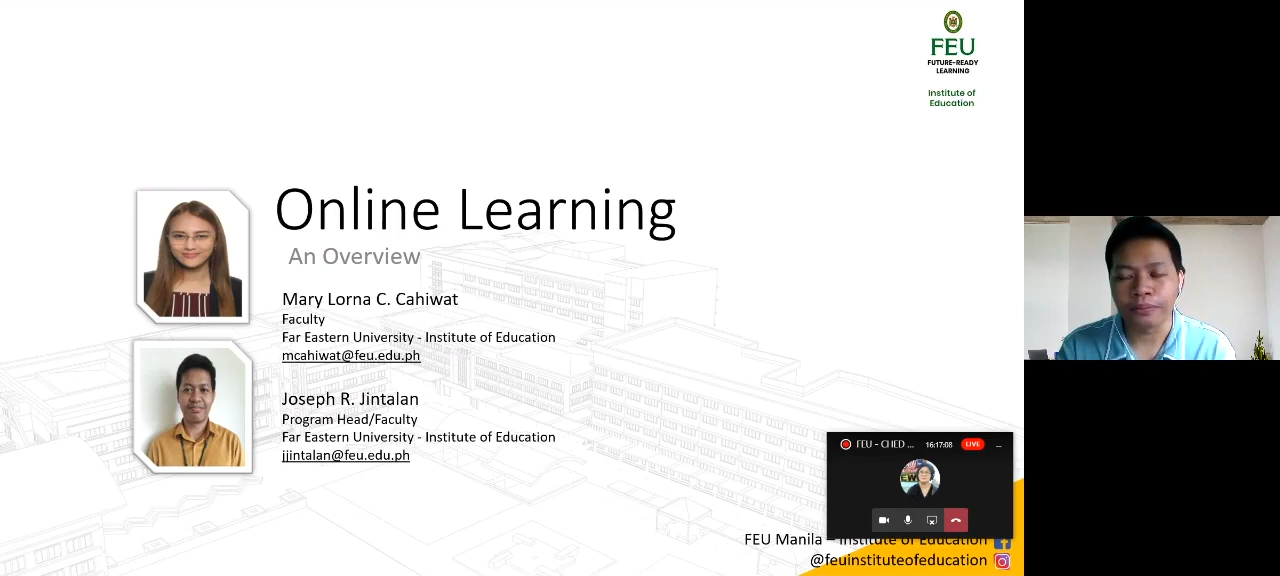 FEU
FUTURE-READY
LEARNING
Institute of
Education
Online Learning
An Overview
Mary Lorna C. Cahiwat
Faculty
Far Eastern University - Institute of Education
mcahiwat@feu.edu.ph
Joseph R. Jintalan
Program Head/Faculty
Far Eastern University - Institute of Education
jjintalan@feu.edu.ph
FEU - CHED ... 16:17:08 LIVE
FEU Manila – Institute of Education
@feuinstituteofeducation